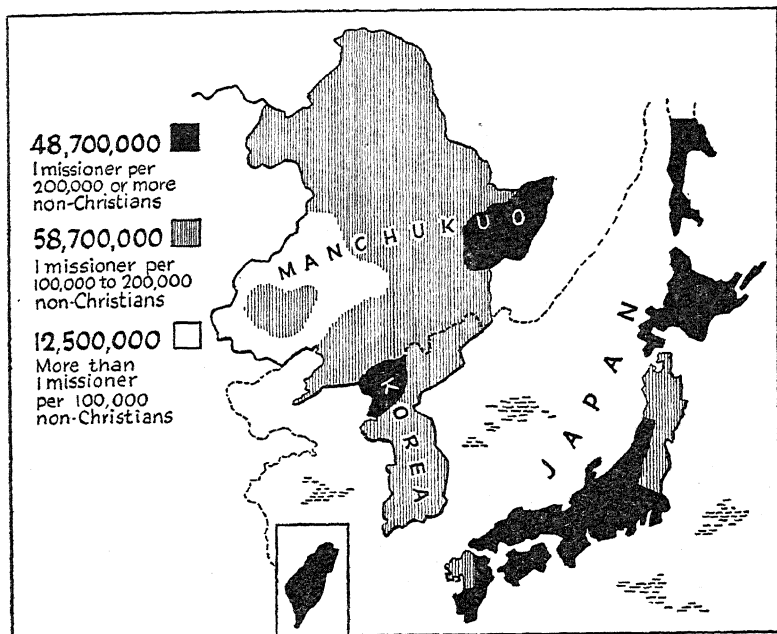 48,700,000
1 missioner per
200,000 or more
non-Christians
58,700,000
1 missioner per
100,000 to 200,000
non-Christians
12,500,000
More than
1 missioner
per 100,000
non-Christians
MANCHUKUO
KOREA
JAPAN